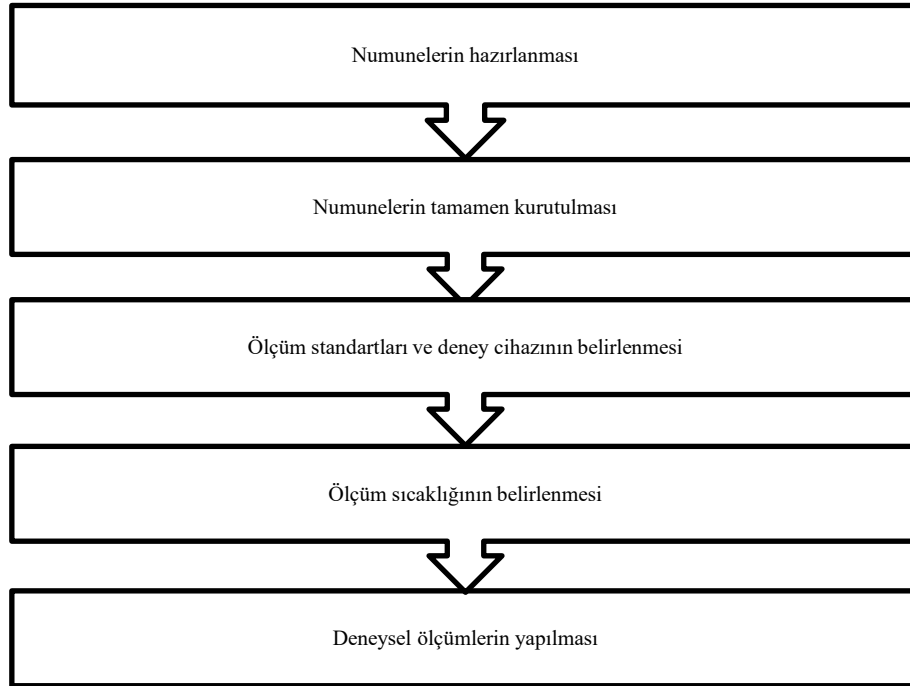 Numunelerin hazırlanması
Numunelerin tamamen kurutulması
Ölçüm standartları ve deney cihazının belirlenmesi
Ölçüm sıcaklığının belirlenmesi
Deneysel ölçümlerin yapılması